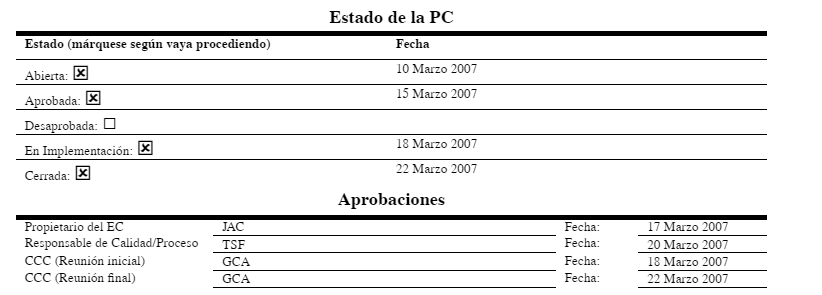 Estado de la PC
Estado (márquese según vaya procediendo) Fecha
Abierta: ☒ 10 Marzo 2007
Aprobada: ☒ 15 Marzo 2007
Desaprobada: ☐
En Implementación: ☒ 18 Marzo 2007
Cerrada: ☒ 22 Marzo 2007
Aprobaciones
Propietario del EC JAC Fecha: 17 Marzo 2007
Responsable de Calidad/Proceso TSF Fecha: 20 Marzo 2007
CCC (Reunión inicial) GCA Fecha: 18 Marzo 2007
CCC (Reunión final) GCA Fecha: 22 Marzo 2007